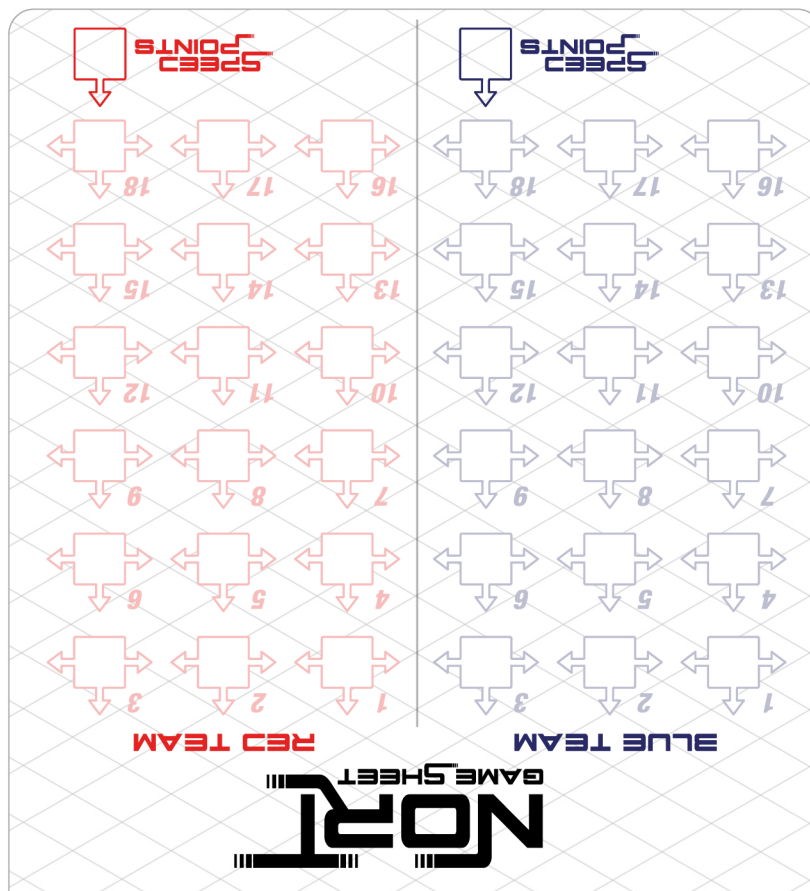 NORT
GAME SHEET
BLUE TEAM RED TEAM
1 2 3 1 2 3
4 5 6 4 5 6
7 8 9 7 8 9
10 11 12 10 11 12
13 14 15 13 14 15
16 17 18 16 17 18
SPEED SPEED
POINTS POINTS